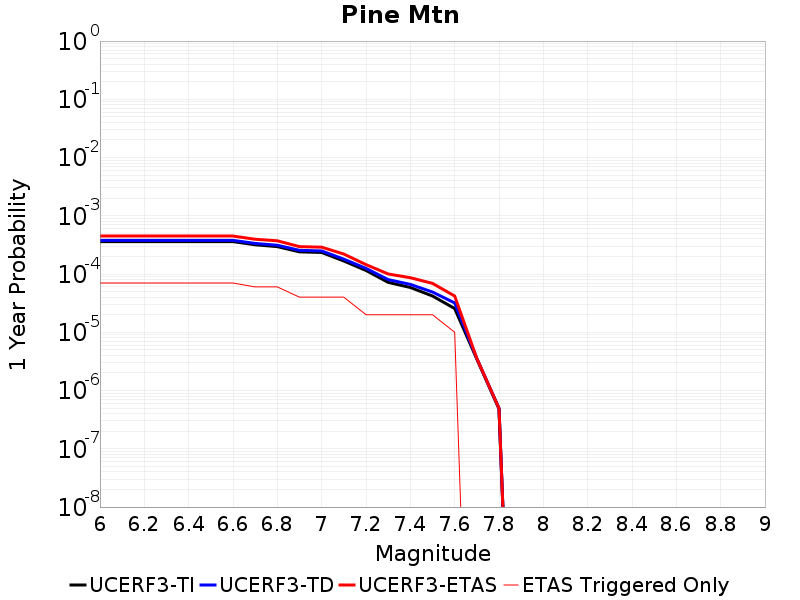 Pine Mtn
10^0
10^-1
10^-2
10^-3
10^-4
10^-5
10^-6
10^-7
10^-8
1 Year Probability
6 6.2 6.4 6.6 6.8 7 7.2 7.4 7.6 7.8 8 8.2 8.4 8.6 8.8 9
Magnitude
UCERF3-TI UCERF3-TD UCERF3-ETAS ETAS Triggered Only